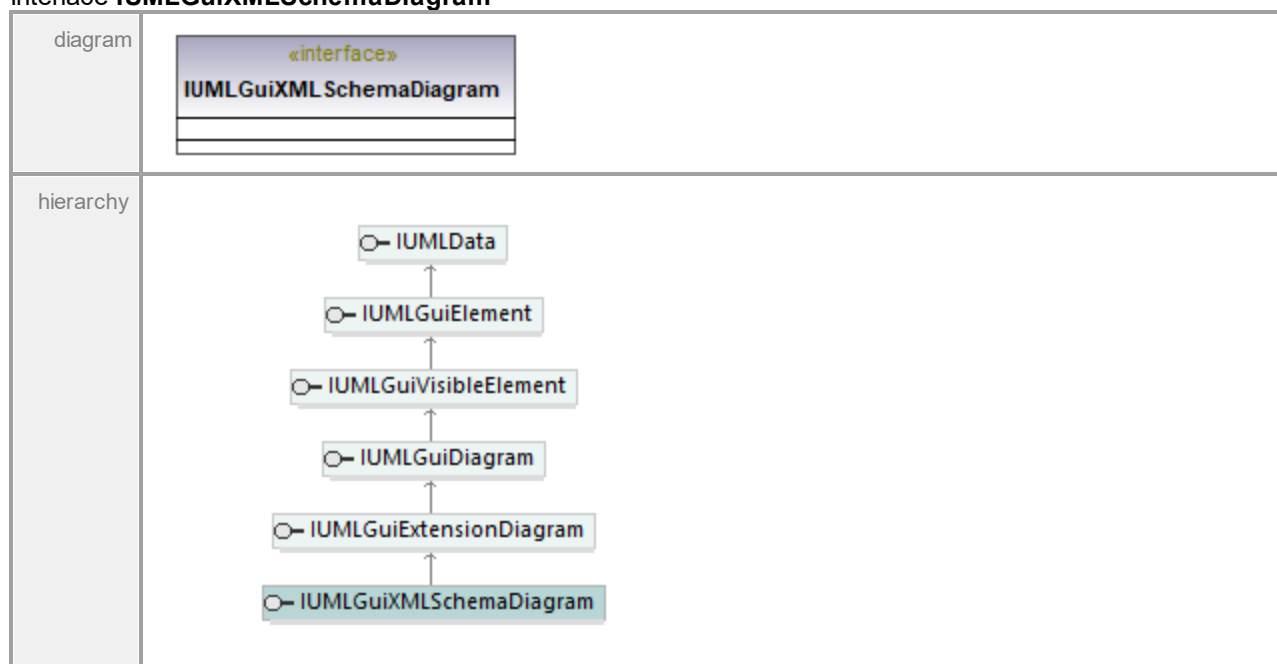 interface IUMLGuiXMLSchemaDiagram
diagram
«interface»
IUMLGuiXMLSchemaDiagram
hierarchy
IUMLData
IUMLGuiElement
IUMLGuiVisibleElement
IUMLGuiDiagram
IUMLGuiExtensionDiagram
IUMLGuiXMLSchemaDiagram